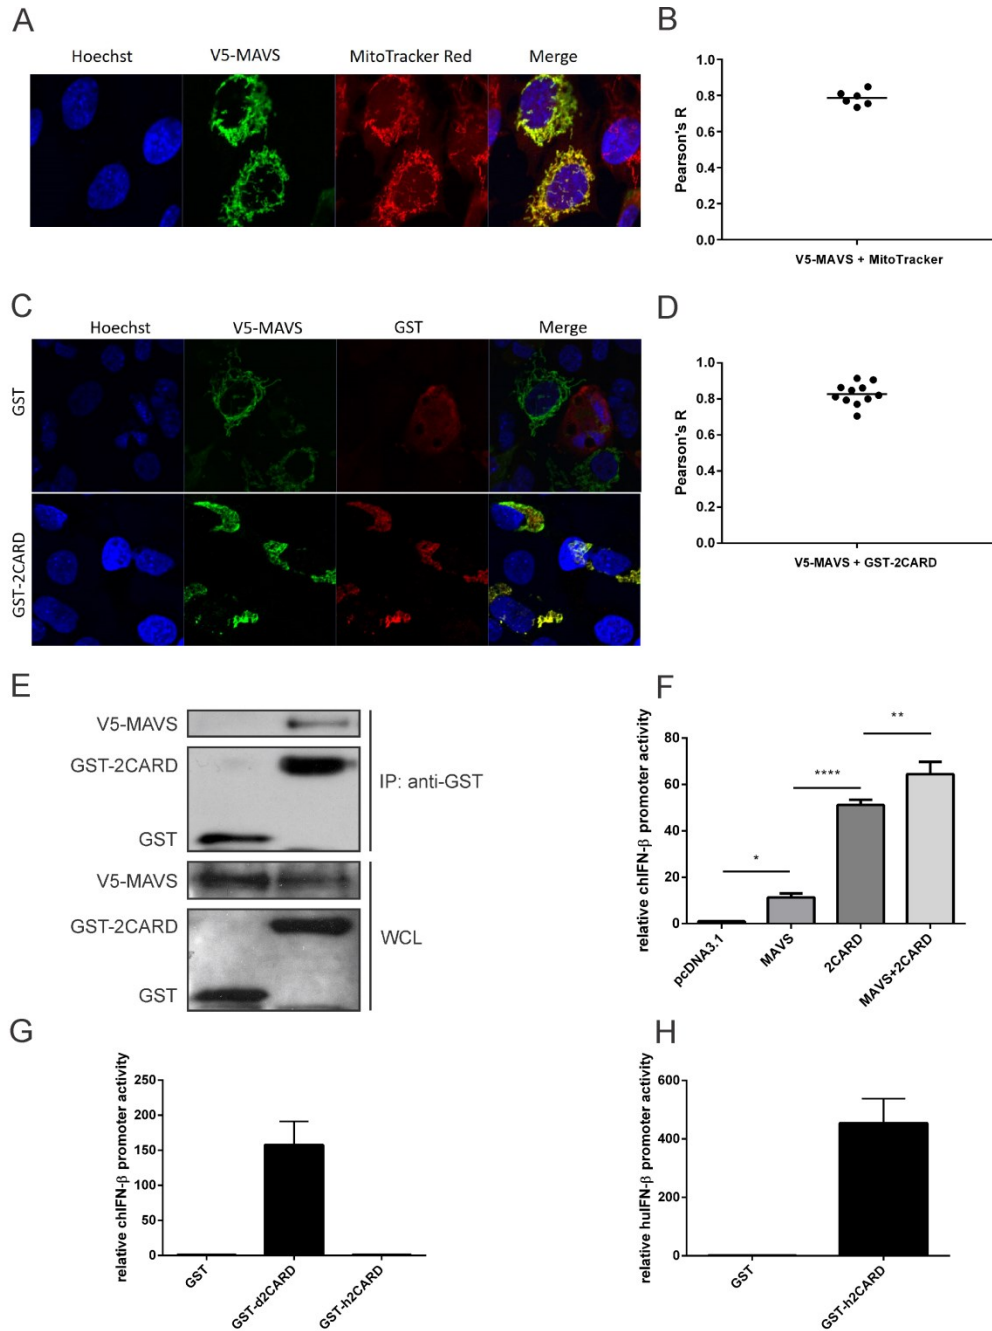 A
Hoechst V5-MAVS MitoTracker Red Merge
B
1.0
0.8
0.6
0.4
0.2
0.0
Pearson's R
V5-MAVS + MitoTracker
C
Hoechst V5-MAVS GST Merge
GST
GST-2CARD
D
1.0
0.8
0.6
0.4
0.2
0.0
Pearson's R
V5-MAVS + GST-2CARD
E
V5-MAVS
GST-2CARD
GST
IP: anti-GST
V5-MAVS
GST-2CARD
GST
WCL
F
relative chIFN-β promoter activity
80
60
40
20
0
*
****
**
pcDNA3.1
MAVS
2CARD
MAVS+2CARD
G
relative chIFN-β promoter activity
250
200
150
100
50
0
GST
GST-d2CARD
GST-h2CARD
H
relative huIFN-β promoter activity
600
400
200
0
GST
GST-h2CARD